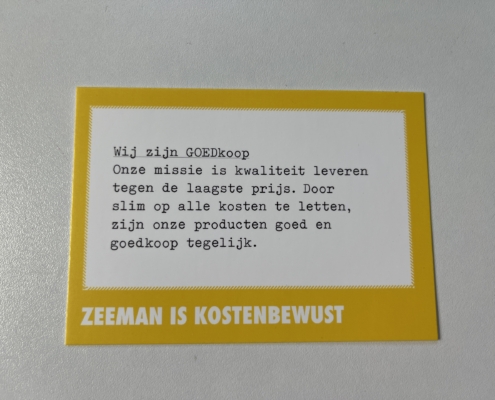 Wij zijn GOEDkoop
Onze missie is kwaliteit leveren
tegen de laagste prijs. Door
slim op alle kosten te letten,
zijn onze producten goed en
goedkoop tegelijk.
ZEEMAN IS KOSTENBEWUST